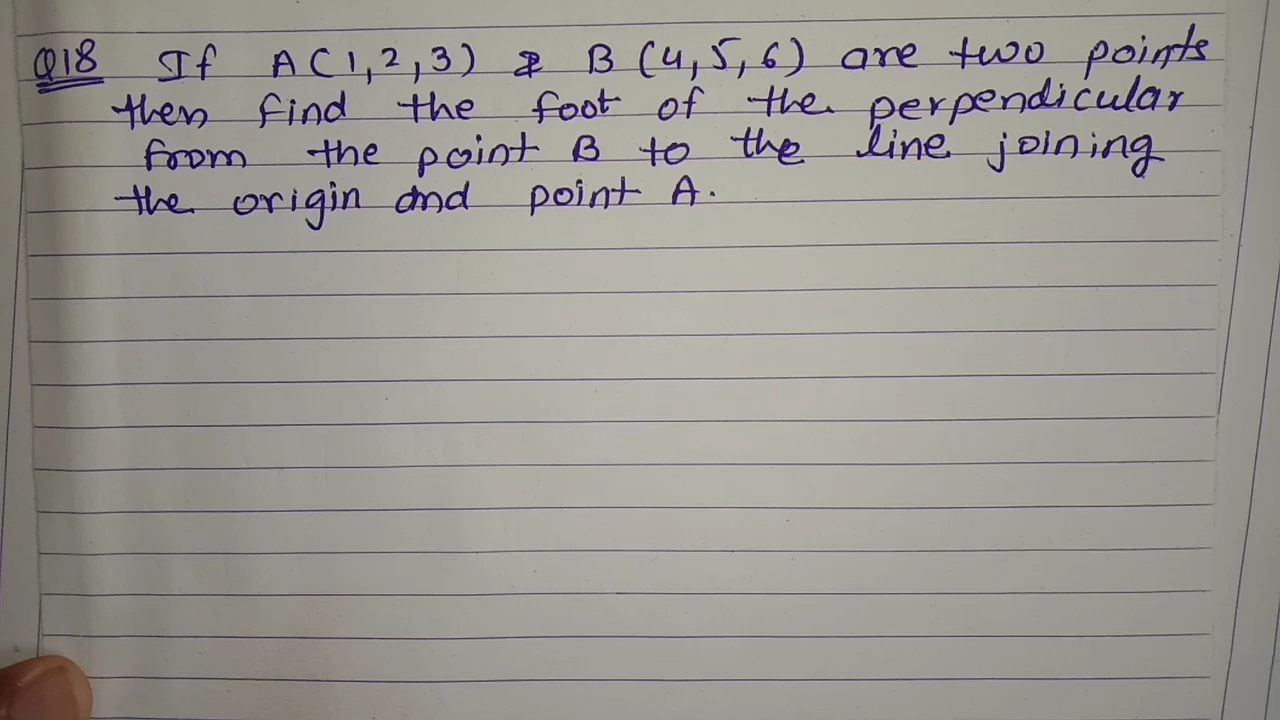 Q18 If A(1,2,3) & B (4,5,6) are two points
then find the foot of the perpendicular
from the point B to the line joining
the origin and point A.